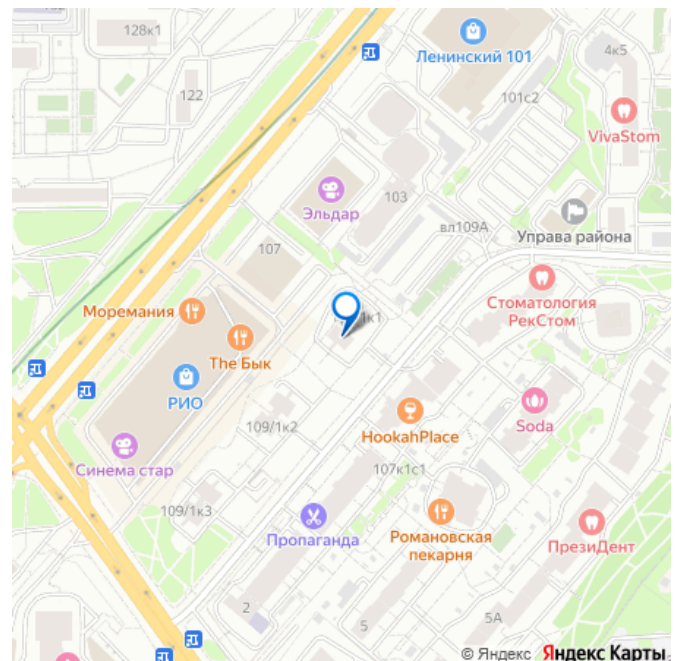 128к1
122
Ленинский 101
4к5
101с2
VivaStom
Эльдар
103
вл109А
Управа района
107
Стоматология
РекСтом
Моремания
The Бык
РИО
HookahPlace
Soda
109/1к2
Синема стар
107к1с1
109/1к3
Пропаганда
Романовская
пекарня
ПрезиДент
2
5
5А
© Яндекс Яндекс Карты